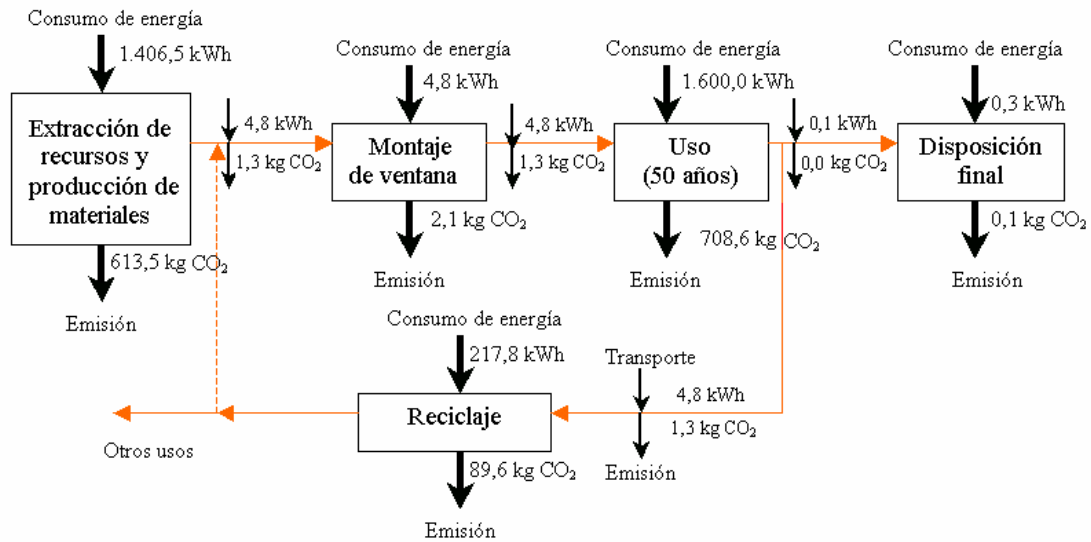 Consumo de energía
1.406,5 kWh
Extracción de
recursos y
producción de
materiales
613,5 kg CO₂
Emisión
4,8 kWh
1,3 kg CO₂
Consumo de energía
4,8 kWh
Montaje
de ventana
2,1 kg CO₂
Emisión
4,8 kWh
1,3 kg CO₂
Consumo de energía
1.600,0 kWh
Uso
(50 años)
708,6 kg CO₂
Emisión
0,1 kWh
0,0 kg CO₂
Consumo de energía
0,3 kWh
Disposición
final
0,1 kg CO₂
Emisión
Consumo de energía
217,8 kWh
Reciclaje
89,6 kg CO₂
Emisión
Transporte
4,8 kWh
1,3 kg CO₂
Emisión
Otros usos